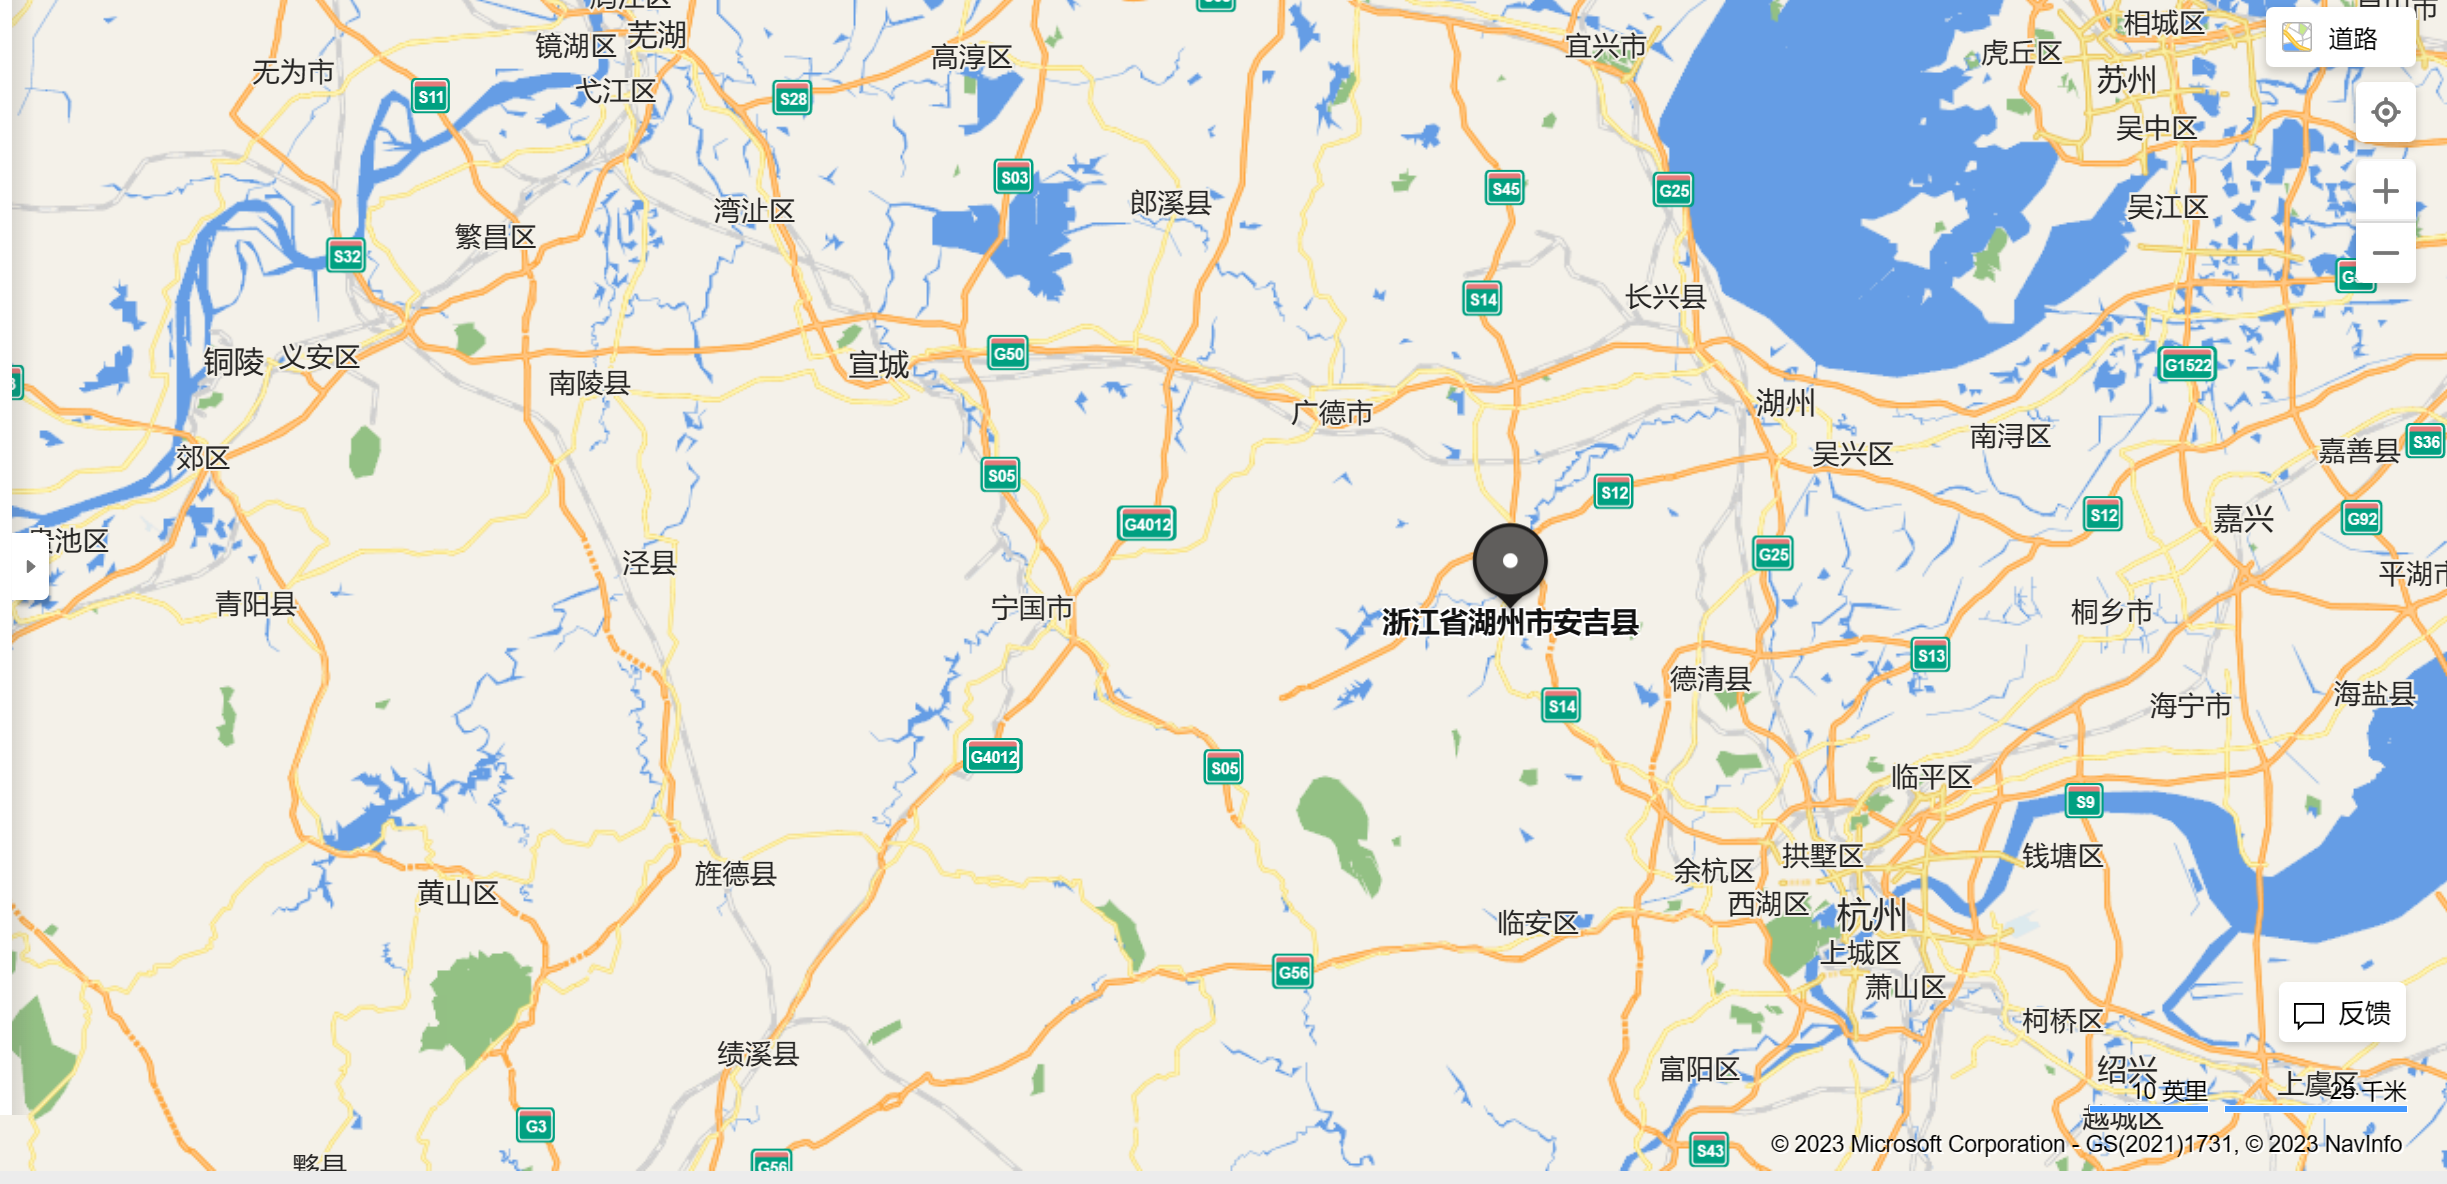 镜湖区
芜湖
高淳区
宜兴市
相城区
虎丘区
道路
无为市
弋江区
S11
S28
苏州
吴中区
S03
S45
G25
湾沚区
郎溪县
吴江区
繁昌区
S32
S14
长兴县
铜陵
义安区
宣城
G50
G1522
南陵县
广德市
湖州
南浔区
吴兴区
嘉善县
S36
郊区
S05
S12
G4012
S12
嘉兴
G92
池区
泾县
G25
平湖市
青阳县
宁国市
浙江省湖州市安吉县
桐乡市
S13
德清县
S14
海宁市
海盐县
G4012
S05
临平区
S9
拱墅区
钱塘区
余杭区
旌德县
黄山区
西湖区
杭州
临安区
上城区
G56
萧山区
反馈
柯桥区
绩溪县
富阳区
绍兴
上虞区
10 英里
25 千米
越城区
G3
S43
© 2023 Microsoft Corporation - GS(2021)1731, © 2023 NavInfo
黟县
G56